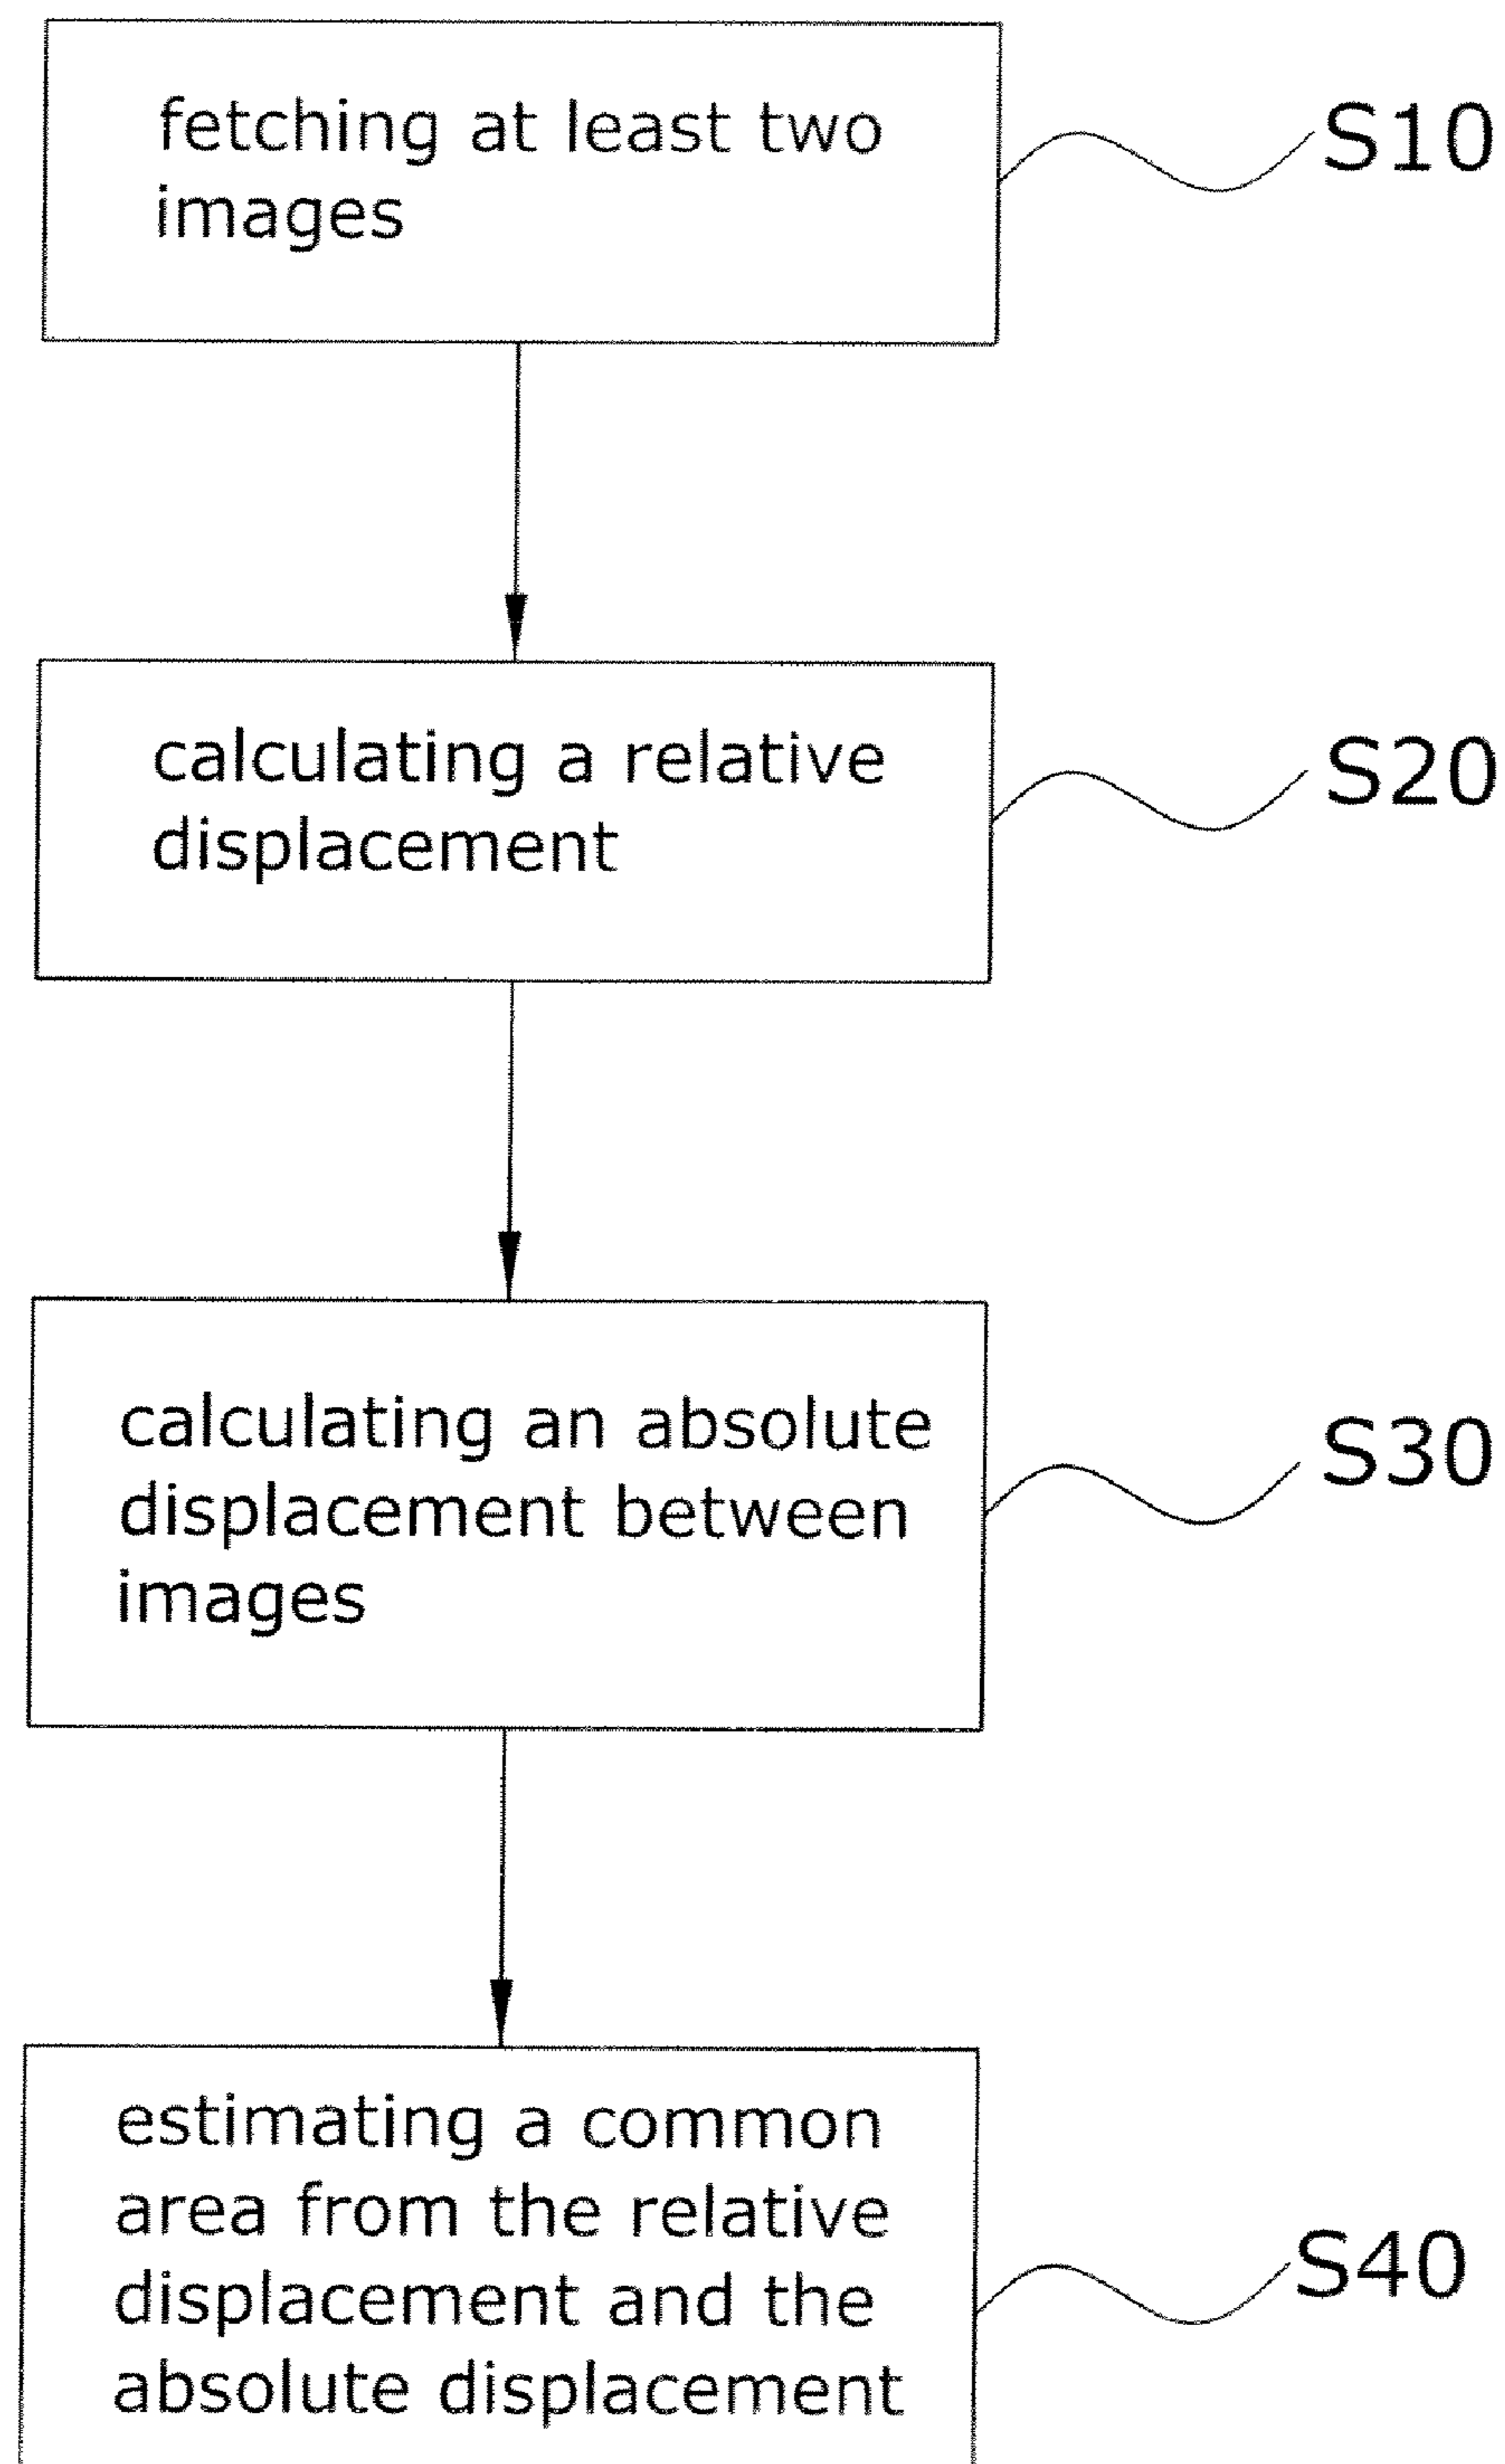 fetching at least two
images
S10
calculating a relative
displacement
S20
calculating an absolute
displacement between
images
S30
estimating a common
area from the relative
displacement and the
absolute displacement
S40